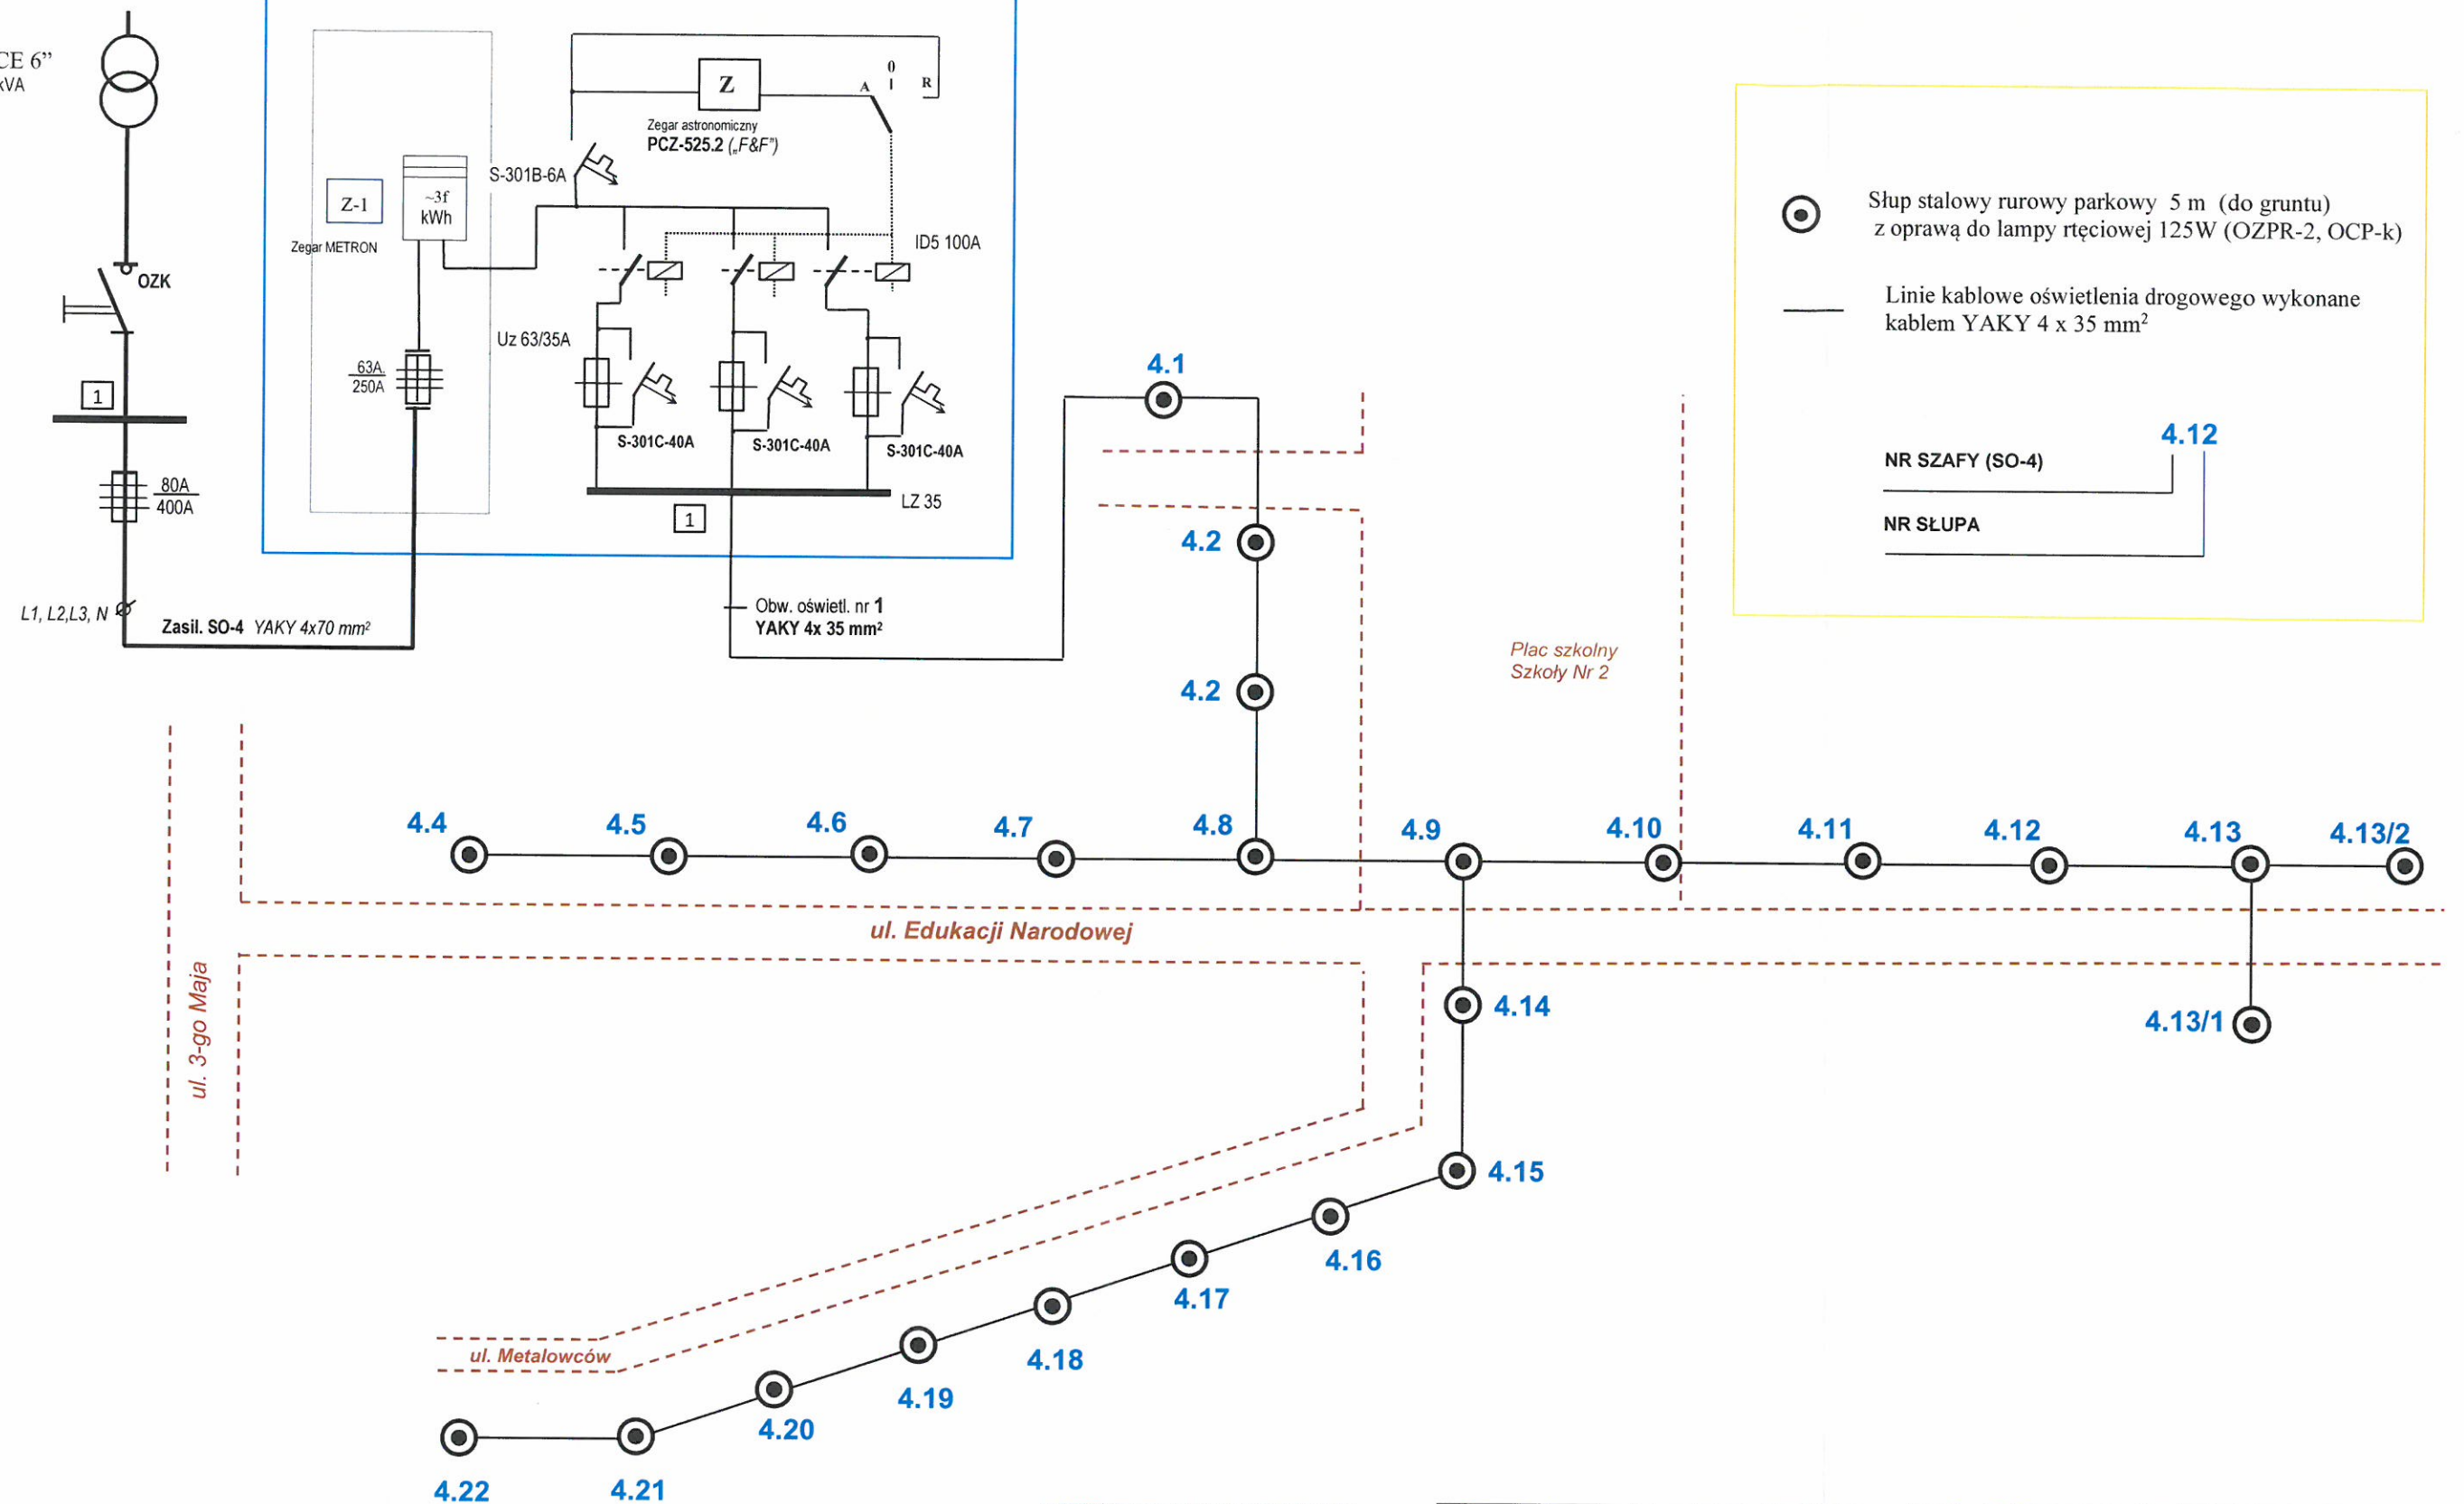 CE 6”
kVA
OZK
1
80A
400A
L1, L2,L3, N
Zasil. SO-4 YAKY 4x70 mm²
Z-1
Zegar METRON
~3f
kWh
63A.
250A
Z
Zegar astronomiczny
PCZ-525.2 („F&F”)
A
0
R
S-301B-6A
ID5 100A
Uz 63/35A
S-301C-40A
S-301C-40A
S-301C-40A
LZ 35
1
Obw. oświetl. nr 1
YAKY 4x 35 mm²
Słup stalowy rurowy parkowy 5 m (do gruntu)
z oprawą do lampy rtęciowej 125W (OZPR-2, OCP-k)
Linie kablowe oświetlenia drogowego wykonane
kablem YAKY 4 x 35 mm²
4.12
NR SZAFY (SO-4)
NR SŁUPA
4.1
4.2
4.2
Plac szkolny
Szkoły Nr 2
4.4
4.5
4.6
4.7
4.8
4.9
4.10
4.11
4.12
4.13
4.13/2
ul. Edukacji Narodowej
ul. 3-go Maja
4.14
4.13/1
4.15
4.16
4.17
4.18
4.19
4.20
ul. Metalowców
4.22
4.21